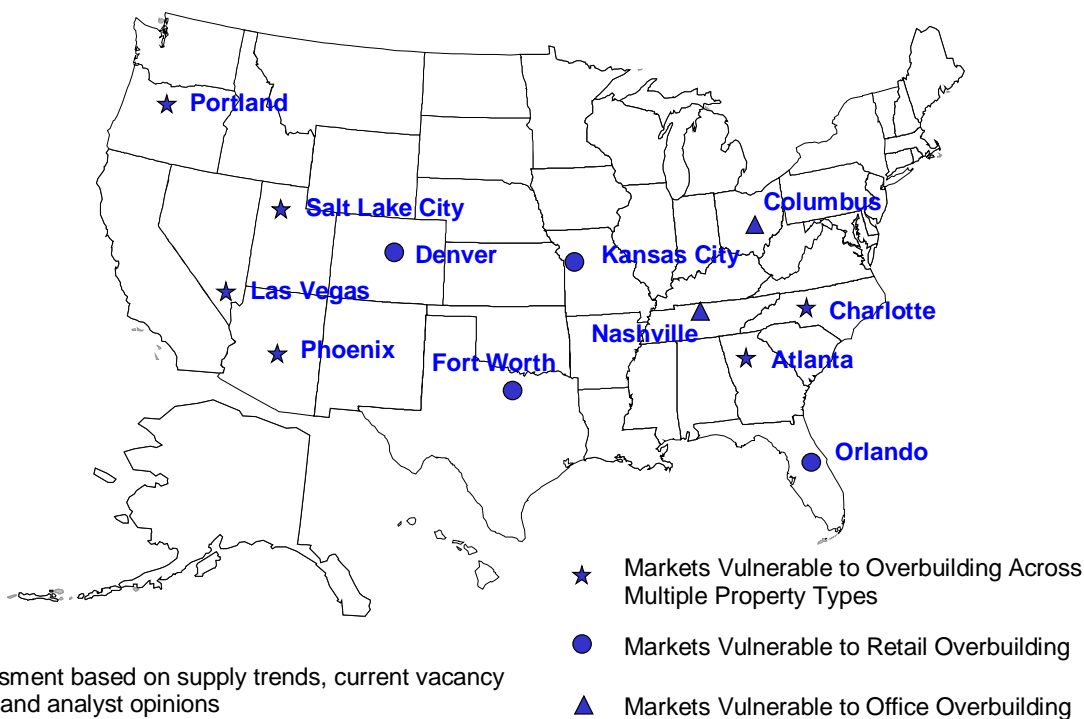 Portland
Columbus
Salt Lake City
Denver
Kansas City
Las Vegas
Charlotte
Nashville
Phoenix
Fort Worth
Atlanta
Orlando
Markets Vulnerable to Overbuilding Across
Multiple Property Types
Markets Vulnerable to Retail Overbuilding
Markets Vulnerable to Office Overbuilding
based on supply trends, current vacancy
and analyst opinions